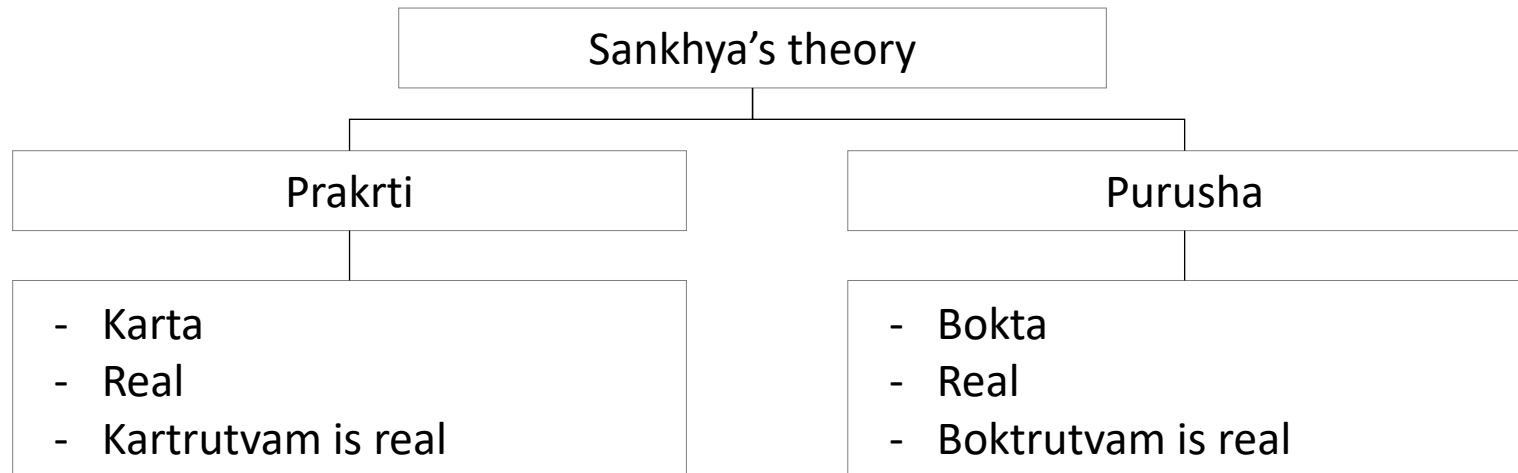 Sankhya’s theory
Prakrti
Purusha
- Karta
- Real
- Kartrutvam is real
- Bokta
- Real
- Boktrutvam is real